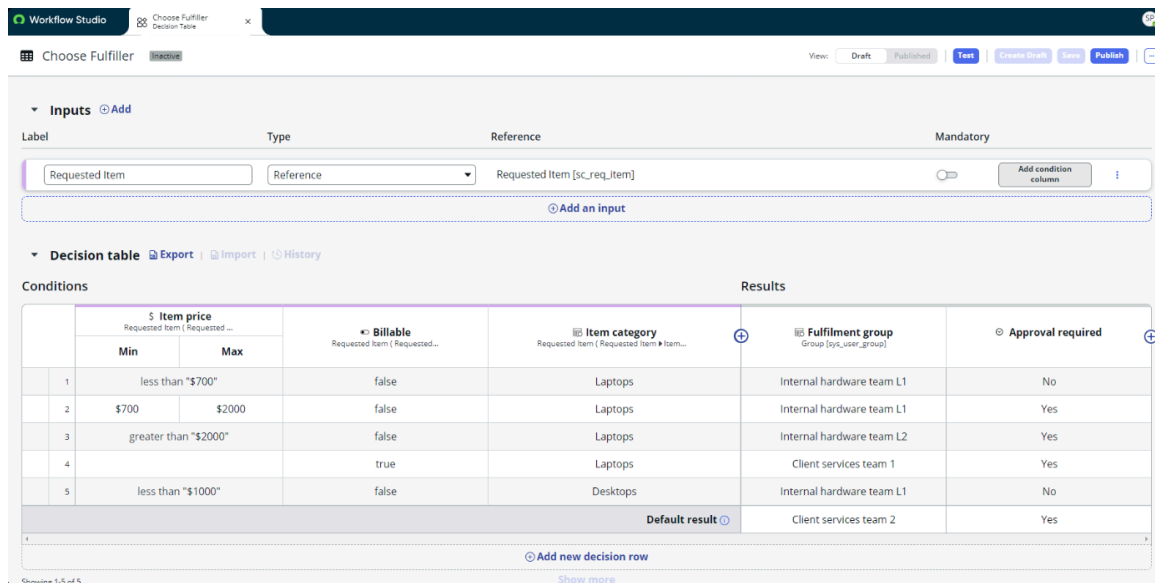 Workflow Studio
Choose Fulfiller
Decision Table
SP
Choose Fulfiller Inactive View: Draft Published Test Create Draft Save Publish
Inputs Add
Label Type Reference Mandatory
Requested Item Reference Requested Item [sc_req_item] Add condition column
Add an input
Decision table Export | Import | History
Conditions Results
$ Item price Billable Item category Fulfilment group Approval required
Requested Item ( Requested ... Requested Item ( Requested... Requested Item ( Requested Item ▸ Item... Group [sys_user_group]
Min Max
1 less than "$700" false Laptops Internal hardware team L1 No
2 $700 $2000 false Laptops Internal hardware team L1 Yes
3 greater than "$2000" false Laptops Internal hardware team L2 Yes
4 true Laptops Client services team 1 Yes
5 less than "$1000" false Desktops Internal hardware team L1 No
Default result Client services team 2 Yes
Add new decision row
Showing 1-5 of 5 Show more